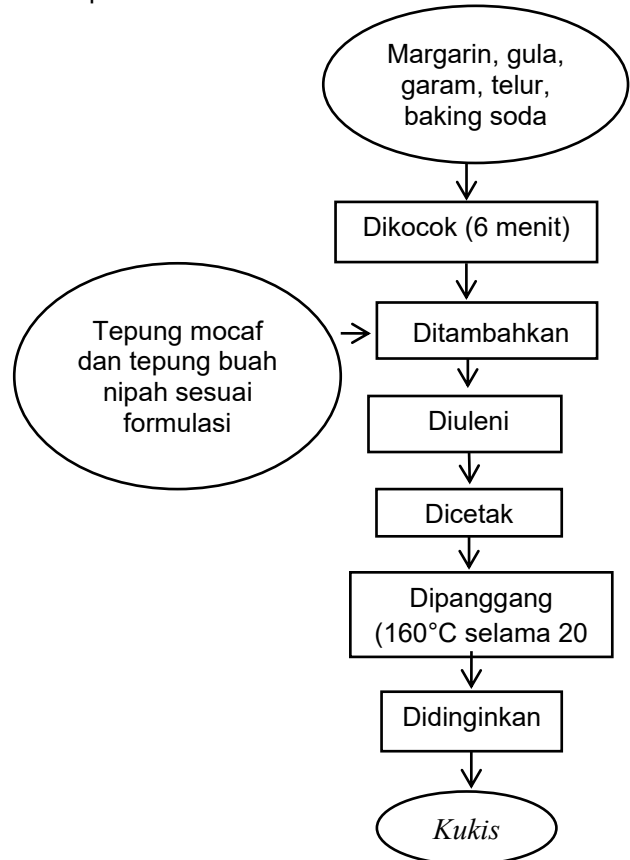 Margarin, gula,
garam, telur,
baking soda
Dikocok (6 menit)
Tepung mocaf
dan tepung buah
nipah sesuai
formulasi
Ditambahkan
Diuleni
Dicetak
Dipanggang
(160°C selama 20
Didinginkan
Kukis